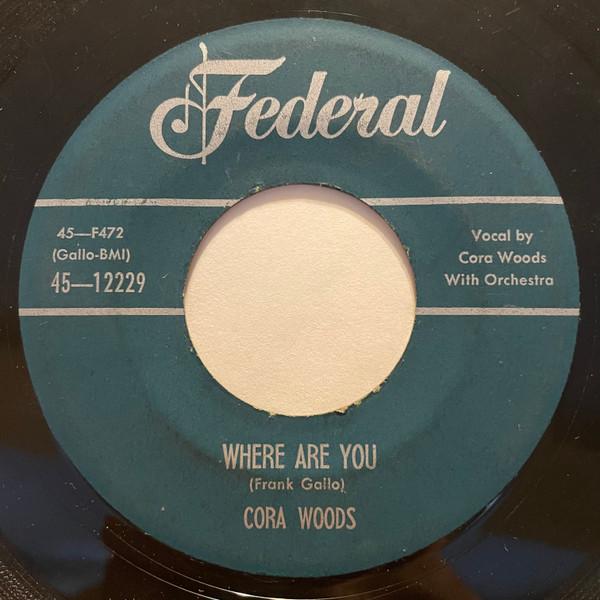 Federal
45—F472
(Gallo-BMI)
45—12229
Vocal by
Cora Woods
With Orchestra
WHERE ARE YOU
(Frank Gallo)
CORA WOODS